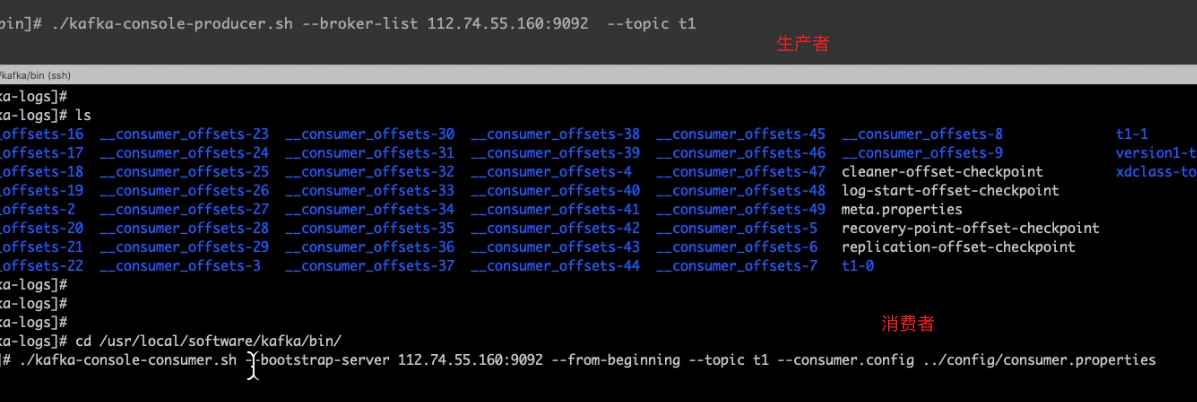 bin]# ./kafka-console-producer.sh --broker-list 112.74.55.160:9092  --topic t1
生产者
/kafka/bin (ssh)
ka-logs]#
ka-logs]# ls
_offsets-16  __consumer_offsets-23  __consumer_offsets-30  __consumer_offsets-38  __consumer_offsets-45  __consumer_offsets-8  t1-1
_offsets-17  __consumer_offsets-24  __consumer_offsets-31  __consumer_offsets-39  __consumer_offsets-46  __consumer_offsets-9  version1-t
_offsets-18  __consumer_offsets-25  __consumer_offsets-32  __consumer_offsets-4  __consumer_offsets-47  cleaner-offset-checkpoint  xdclass-to
_offsets-19  __consumer_offsets-26  __consumer_offsets-33  __consumer_offsets-40  __consumer_offsets-48  log-start-offset-checkpoint
_offsets-2  __consumer_offsets-27  __consumer_offsets-34  __consumer_offsets-41  __consumer_offsets-49  meta.properties
_offsets-20  __consumer_offsets-28  __consumer_offsets-35  __consumer_offsets-42  __consumer_offsets-5  recovery-point-offset-checkpoint
_offsets-21  __consumer_offsets-29  __consumer_offsets-36  __consumer_offsets-43  __consumer_offsets-6  replication-offset-checkpoint
_offsets-22  __consumer_offsets-3  __consumer_offsets-37  __consumer_offsets-44  __consumer_offsets-7  t1-0
ka-logs]#
ka-logs]#
ka-logs]#
消费者
ka-logs]# cd /usr/local/software/kafka/bin/
]# ./kafka-console-consumer.sh --bootstrap-server 112.74.55.160:9092 --from-beginning --topic t1 --consumer.config ../config/consumer.properties